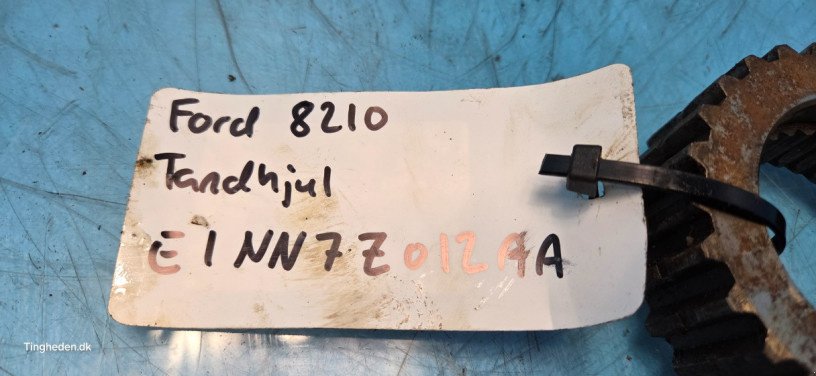 Ford 8210
Tandhjul
E1NN7Z012AA
Tingheden.dk